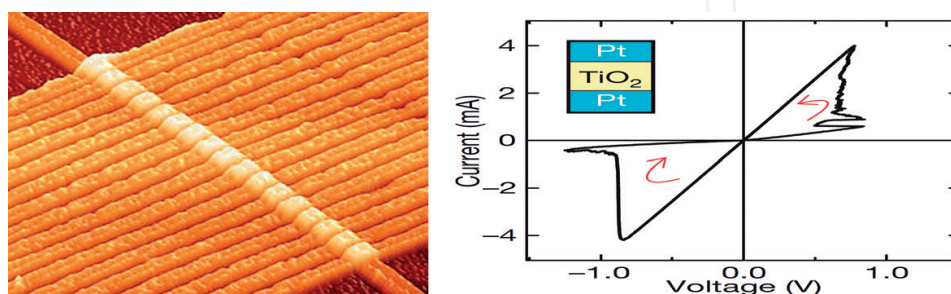 Pt
TiO2
Pt
Current (mA)
4
2
0
−2
−4
−1.0 0.0 1.0
Voltage (V)